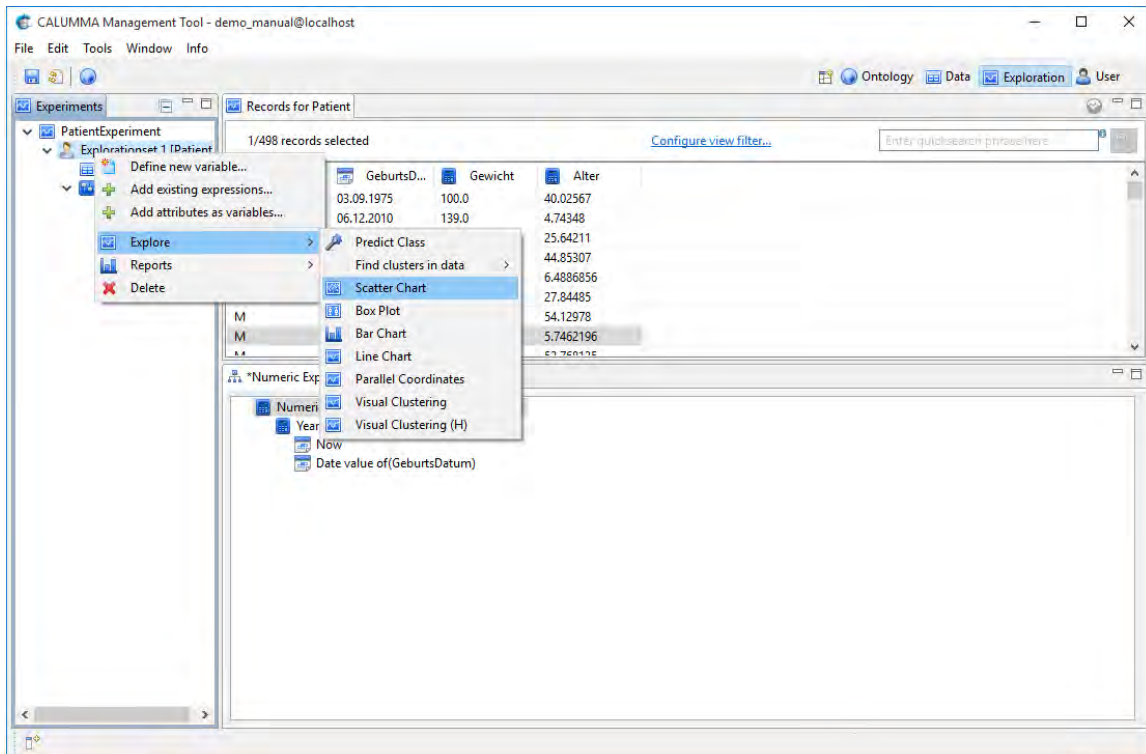 CALUMMA Management Tool - demo_manual@localhost
File Edit Tools Window Info
Ontology Data Exploration User
Experiments
PatientExperiment
Explorationset 1 [Patient
Define new variable...
Add existing expressions...
Add attributes as variables...
Explore
Reports
Delete
Records for Patient
1/498 records selected Configure view filter... Enter quicksearch phrase here
GeburtsD... Gewicht Alter
03.09.1975 100.0 40.02567
06.12.2010 139.0 4.74348
25.64211
44.85307
6.4886856
27.84485
M 54.12978
M 5.7462196
M 52.768125
Predict Class
Find clusters in data
Scatter Chart
Box Plot
Bar Chart
Line Chart
Parallel Coordinates
Visual Clustering
Visual Clustering (H)
*Numeric Exp
Numeri
Year
Now
Date value of(GeburtsDatum)